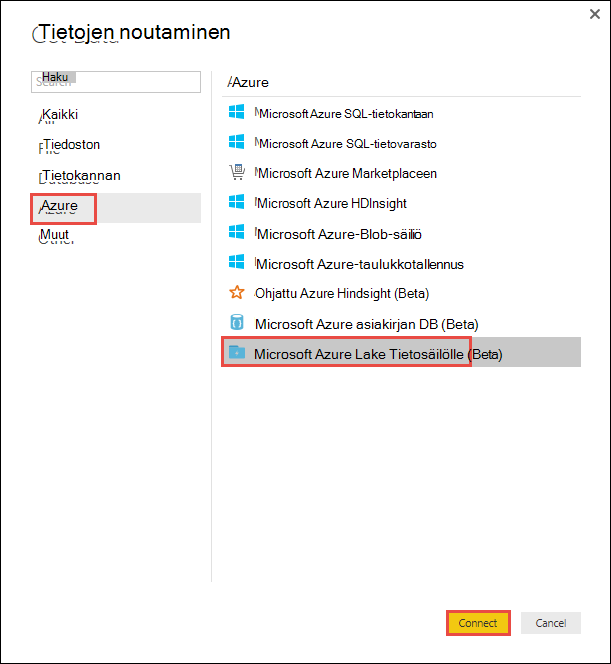 Tietojen noutaminen
Haku
Kaikki
Tiedoston
Tietokannan
Azure
Muut
Azure
Microsoft Azure SQL-tietokantaan
Microsoft Azure SQL-tietovarasto
Microsoft Azure Marketplaceen
Microsoft Azure HDInsight
Microsoft Azure-Blob-säiliö
Microsoft Azure-taulukkotallennus
Ohjattu Azure Hindsight (Beta)
Microsoft Azure asiakirjan DB (Beta)
Microsoft Azure Lake Tietosäilölle (Beta)
Connect
Cancel